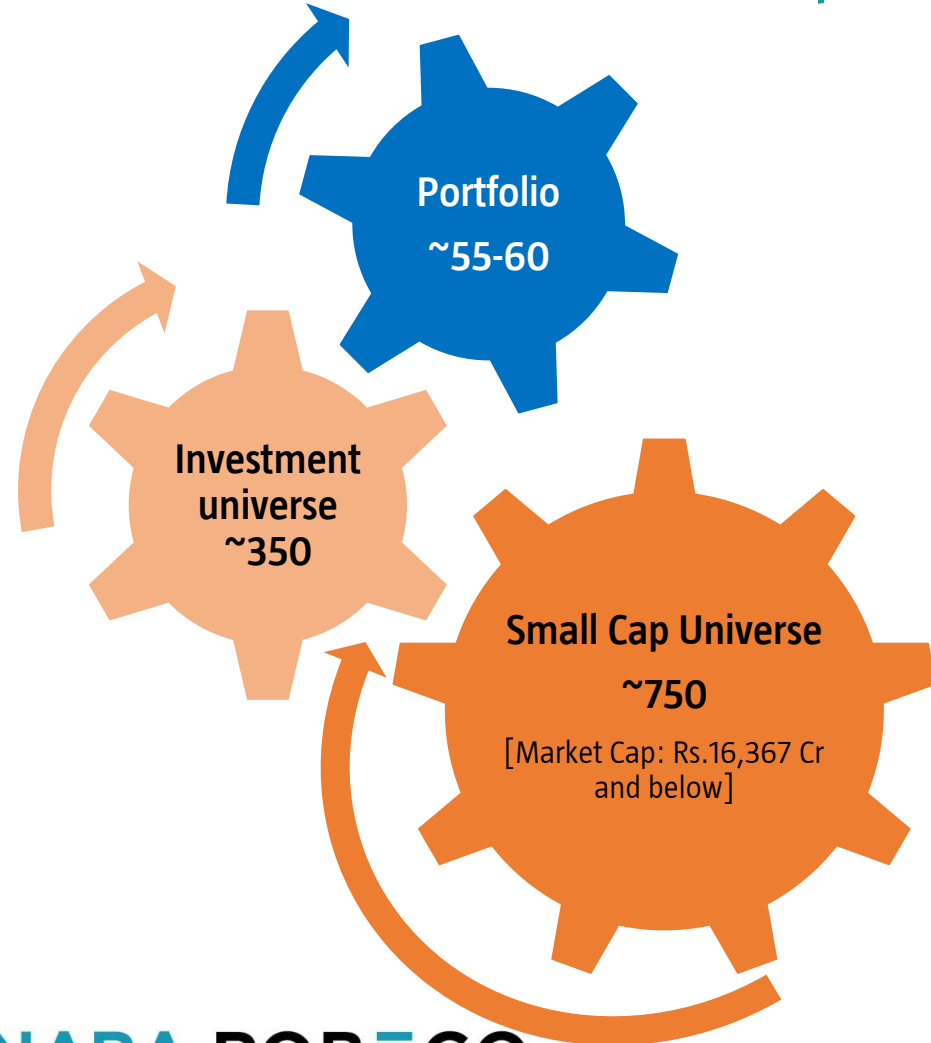 Portfolio
~55-60
Investment
universe
~350
Small Cap Universe
~750
[Market Cap: Rs.16,367 Cr
and below]